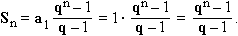 Sₙ = a₁ (qⁿ - 1)/(q - 1) = 1 · (qⁿ - 1)/(q - 1) = (qⁿ - 1)/(q - 1).